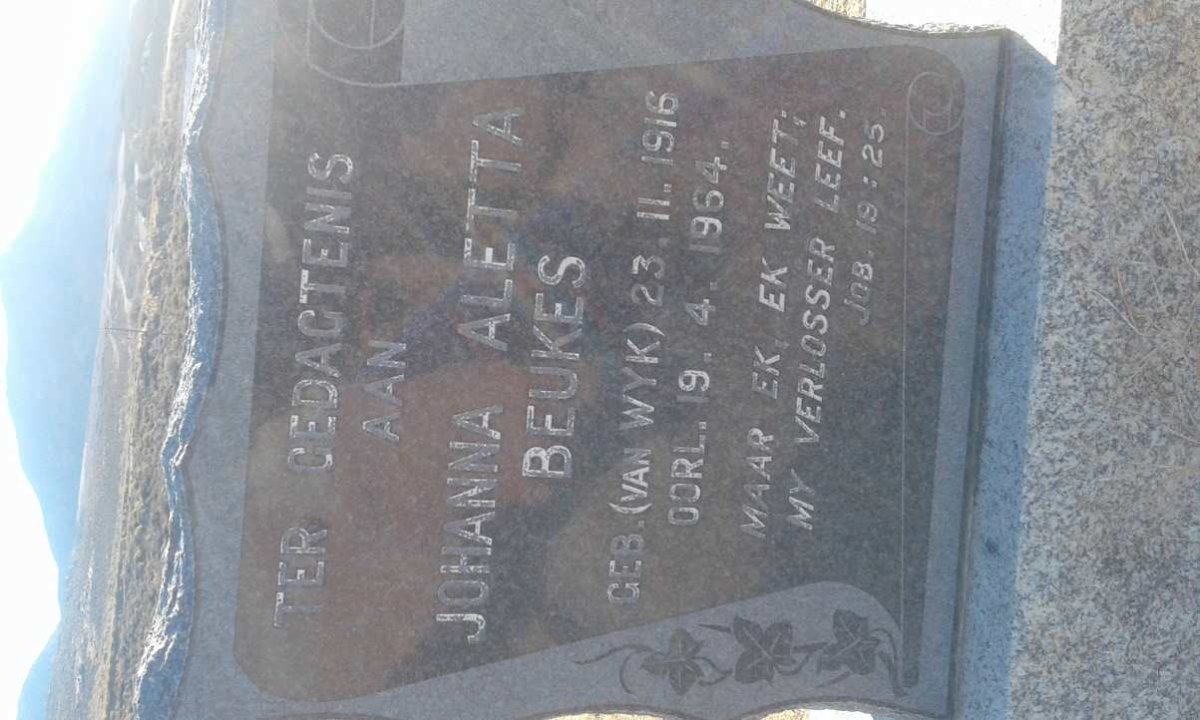 TER GEDAGTENIS
AAN
JOHANNA ALETTA
BEUKES
GEB. (VAN WYK) 23. 11. 1916
OORL. 19. 4. 1964.
MAAR EK, EK WEET;
MY VERLOSSER LEEF.
JOB. 19:25.